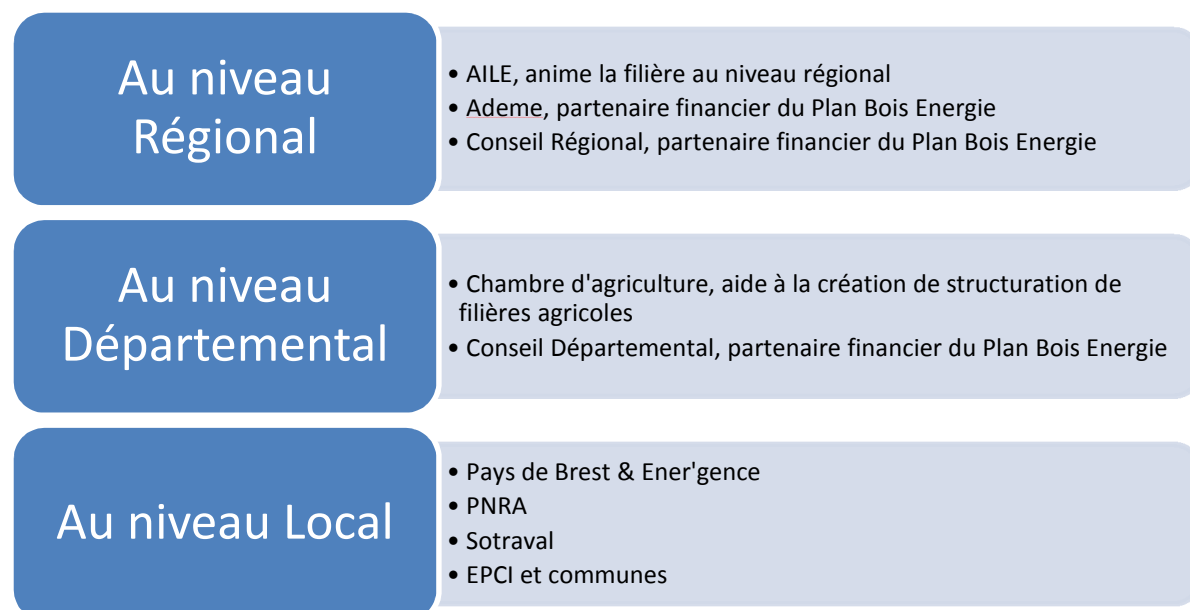 Au niveau
Régional
• AILE, anime la filière au niveau régional
• Ademe, partenaire financier du Plan Bois Energie
• Conseil Régional, partenaire financier du Plan Bois Energie
Au niveau
Départemental
• Chambre d'agriculture, aide à la création de structuration de
filières agricoles
• Conseil Départemental, partenaire financier du Plan Bois Energie
Au niveau Local
• Pays de Brest & Ener'gence
• PNRA
• Sotraval
• EPCI et communes